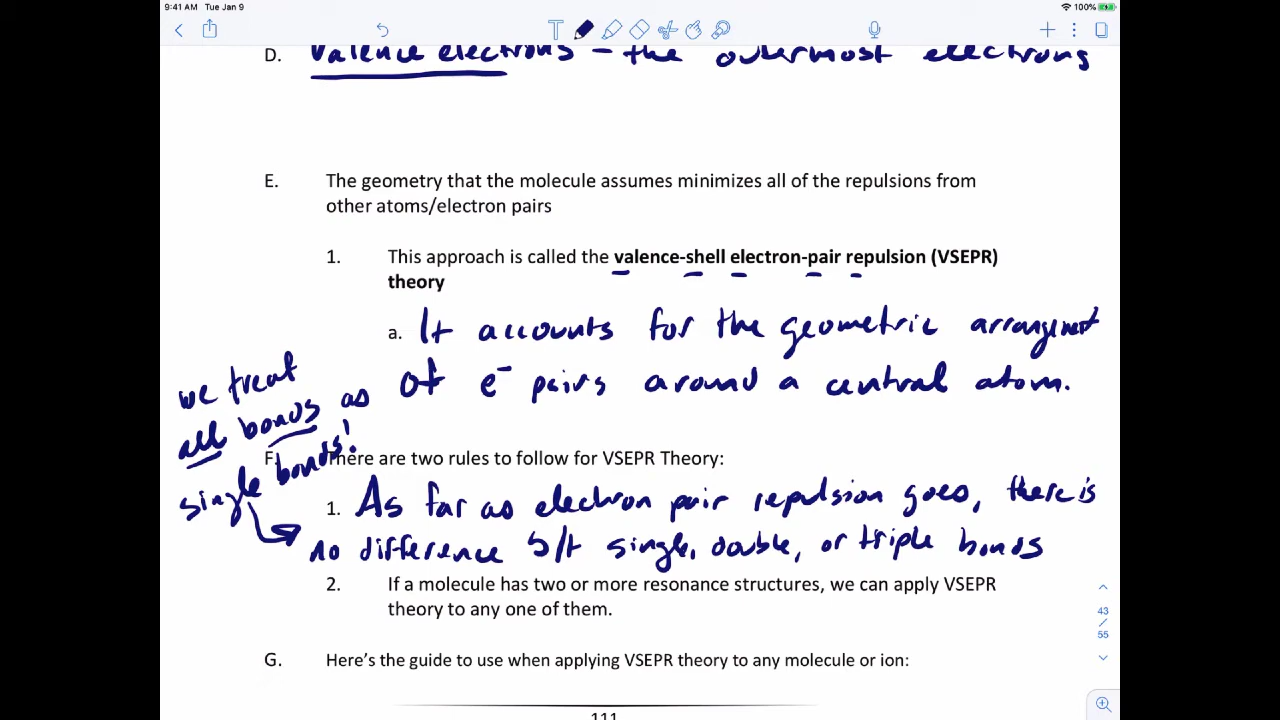 9:41 AM Tue Jan 9
100%
D. Valence electrons - the outermost electrons
E. The geometry that the molecule assumes minimizes all of the repulsions from
other atoms/electron pairs
1. This approach is called the valence-shell electron-pair repulsion (VSEPR)
theory
a. It accounts for the geometric arrangement
of e⁻ pairs around a central atom.
we treat
all bonds as
single bonds!
F. There are two rules to follow for VSEPR Theory:
1. As far as electron pair repulsion goes, there is
no difference b/t single, double, or triple bonds
2. If a molecule has two or more resonance structures, we can apply VSEPR
theory to any one of them.
43
/
55
G. Here's the guide to use when applying VSEPR theory to any molecule or ion:
111